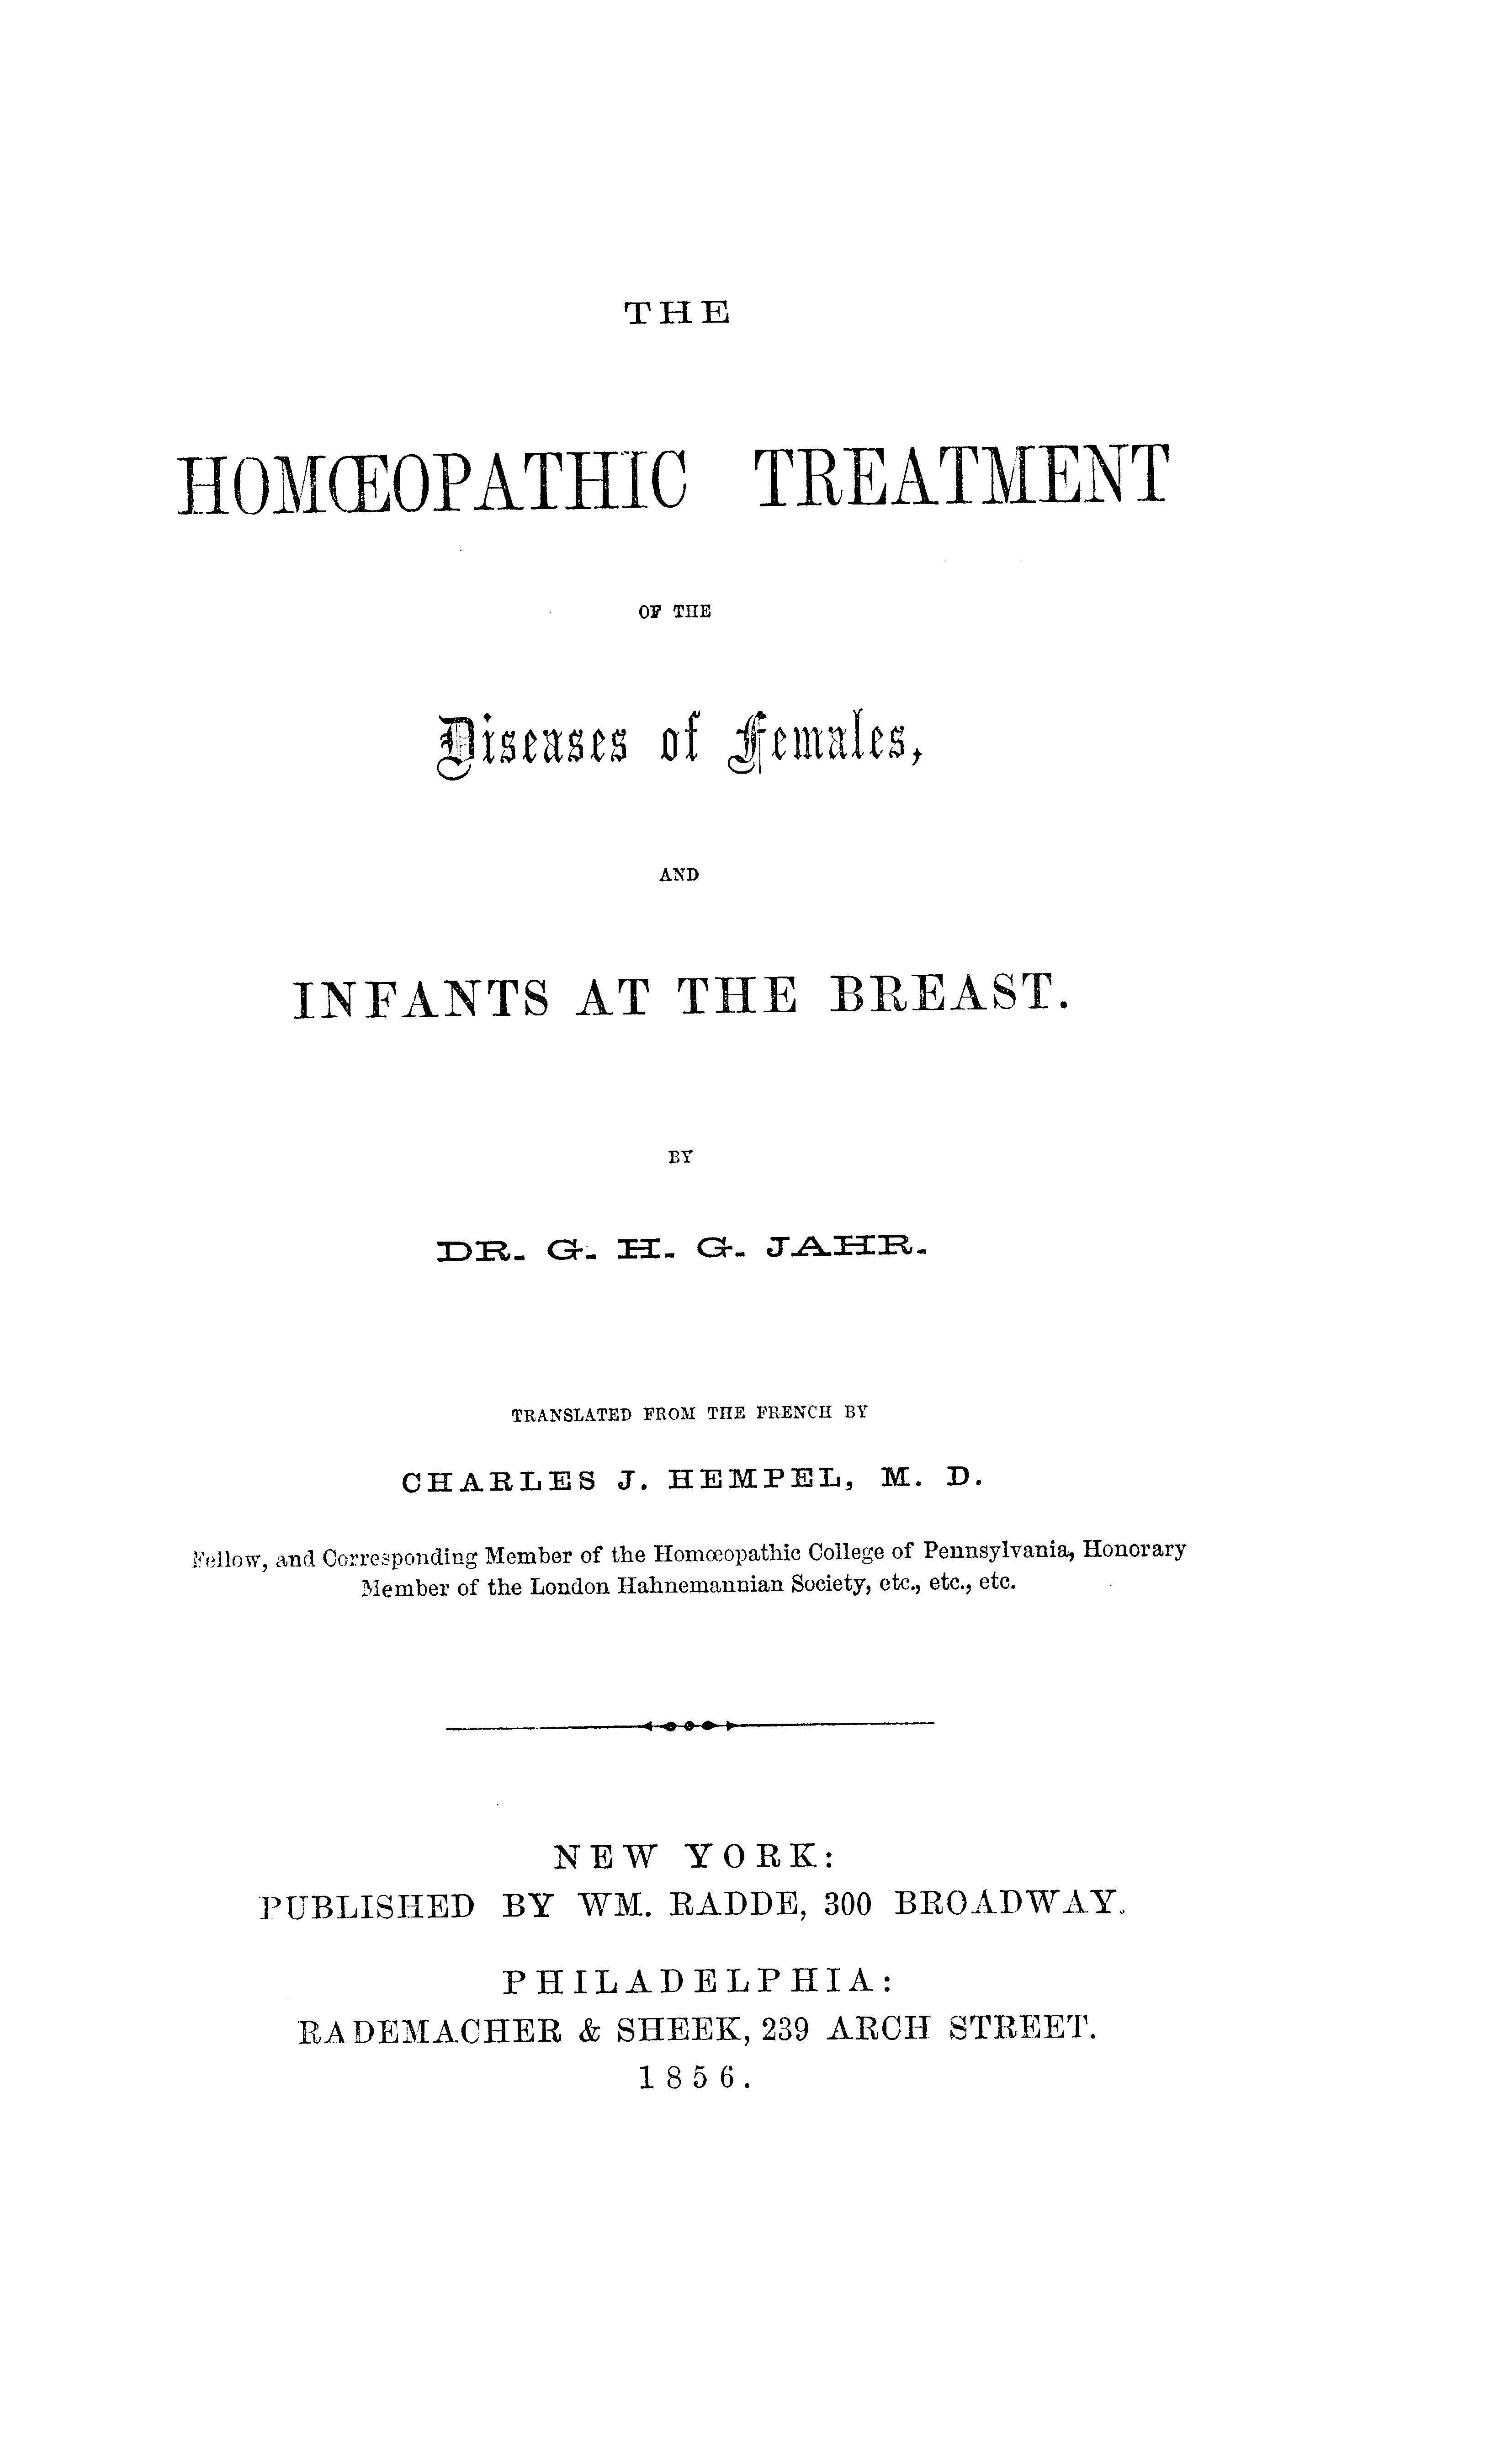 THE
HOMŒOPATHIC TREATMENT
OF THE
Diseases of Females,
AND
INFANTS AT THE BREAST.
BY
DR. G. H. G. JAHR.
TRANSLATED FROM THE FRENCH BY
CHARLES J. HEMPEL, M. D.
Fellow, and Corresponding Member of the Homœopathic College of Pennsylvania, Honorary
Member of the London Hahnemannian Society, etc., etc., etc.
NEW YORK:
PUBLISHED BY WM. RADDE, 300 BROADWAY.
PHILADELPHIA:
RADEMACHER & SHEEK, 239 ARCH STREET.
1856.